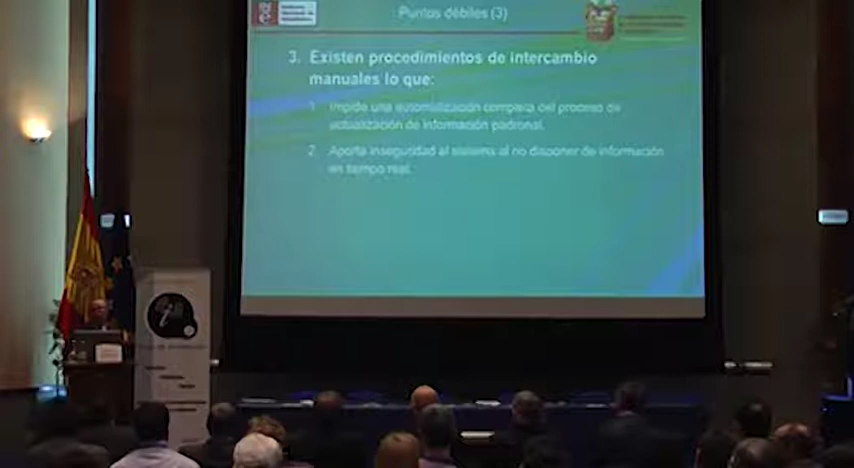 Puntos débiles (3)
3. Existen procedimientos de intercambio
manuales lo que:
1. Impide una automatización completa del proceso de
actualización de información padronal.
2. Aporta inseguridad al sistema al no disponer de información
en tiempo real.